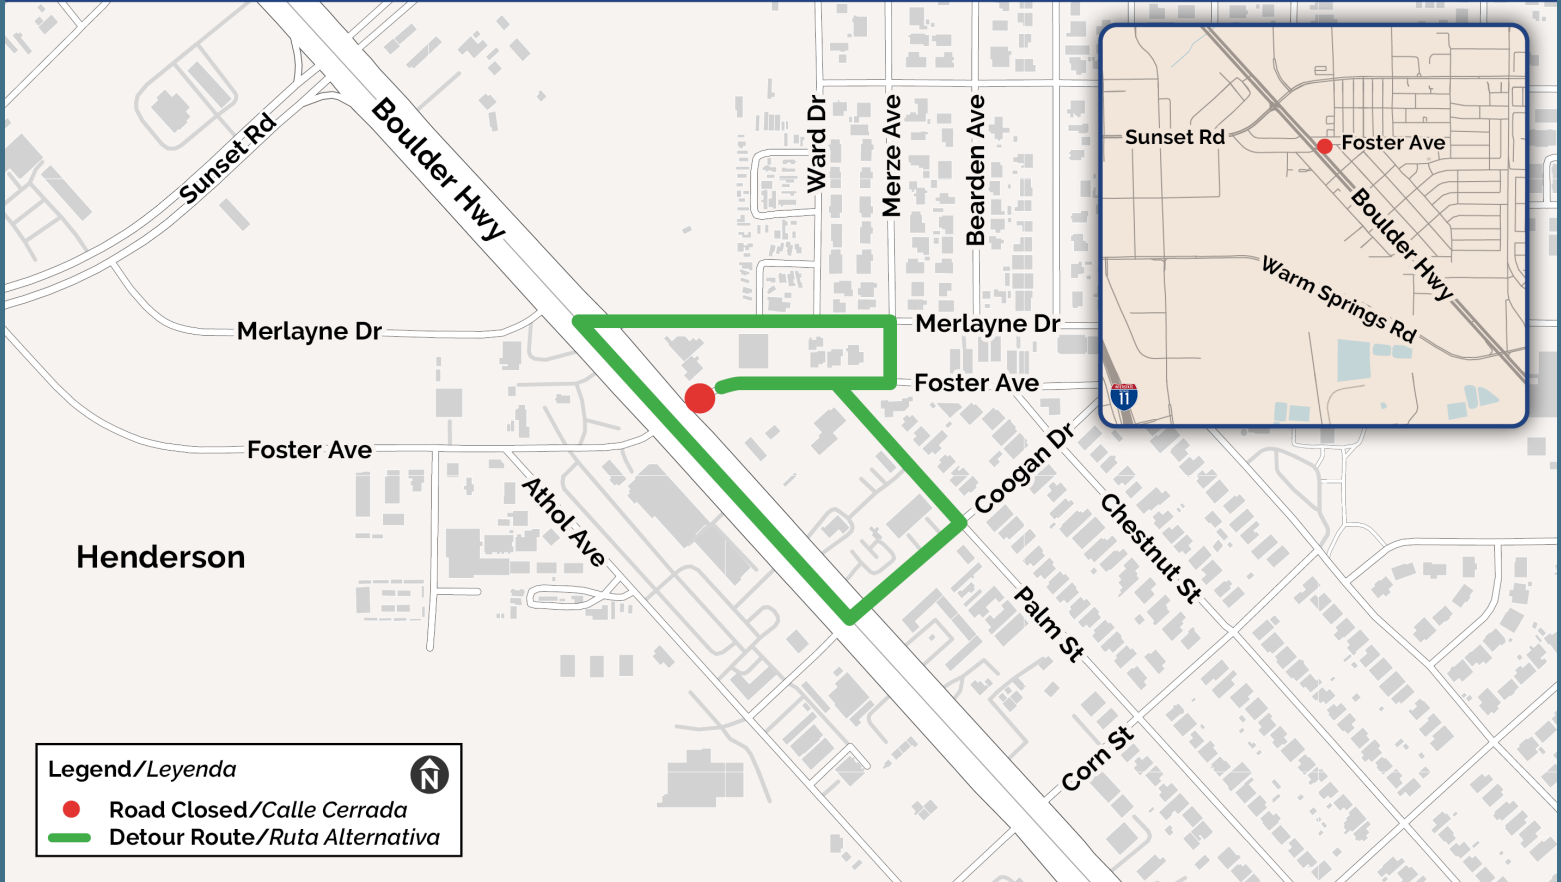 Boulder Hwy
Sunset Rd
Ward Dr
Merze Ave
Bearden Ave
Merlayne Dr
Merlayne Dr
Foster Ave
Foster Ave
Athol Ave
Coogan Dr
Chestnut St
Palm St
Corn St
Henderson
Sunset Rd
Foster Ave
Boulder Hwy
Warm Springs Rd
INTERSTATE
11
Legend/Leyenda
N
Road Closed/Calle Cerrada
Detour Route/Ruta Alternativa